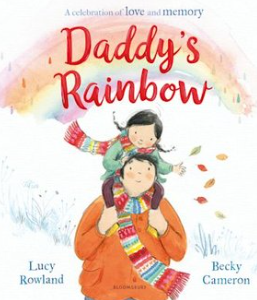 A celebration of love and memory
Daddy's
Rainbow
Lucy
Rowland
Becky
Cameron
BLOOMSBURY